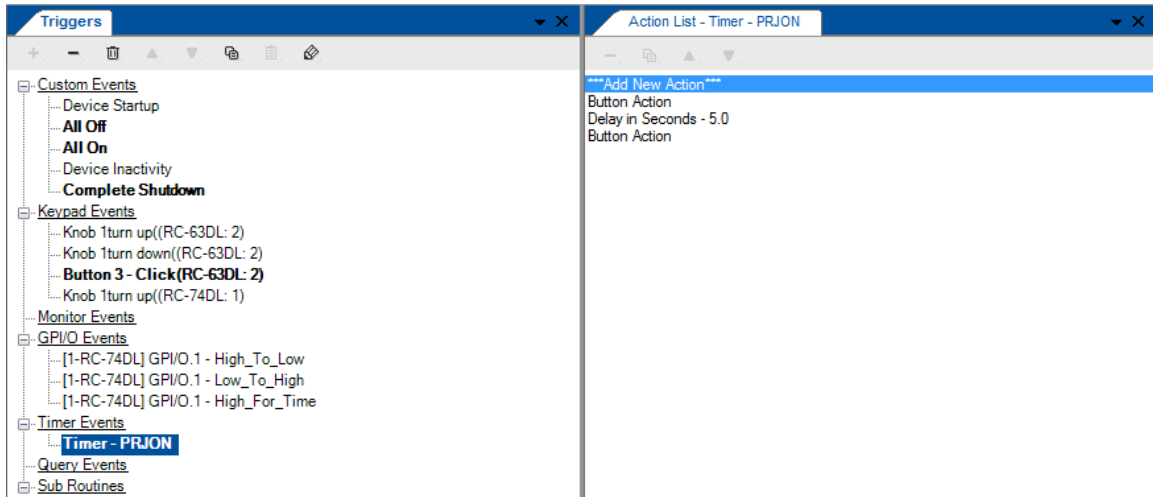 Triggers
Custom Events
Device Startup
All Off
All On
Device Inactivity
Complete Shutdown
Keypad Events
Knob 1turn up((RC-63DL: 2)
Knob 1turn down((RC-63DL: 2)
Button 3 - Click(RC-63DL: 2)
Knob 1turn up((RC-74DL: 1)
Monitor Events
GPI/O Events
[1-RC-74DL] GPI/O.1 - High_To_Low
[1-RC-74DL] GPI/O.1 - Low_To_High
[1-RC-74DL] GPI/O.1 - High_For_Time
Timer Events
Timer - PRJON
Query Events
Sub Routines
Action List - Timer - PRJON
***Add New Action***
Button Action
Delay in Seconds - 5.0
Button Action